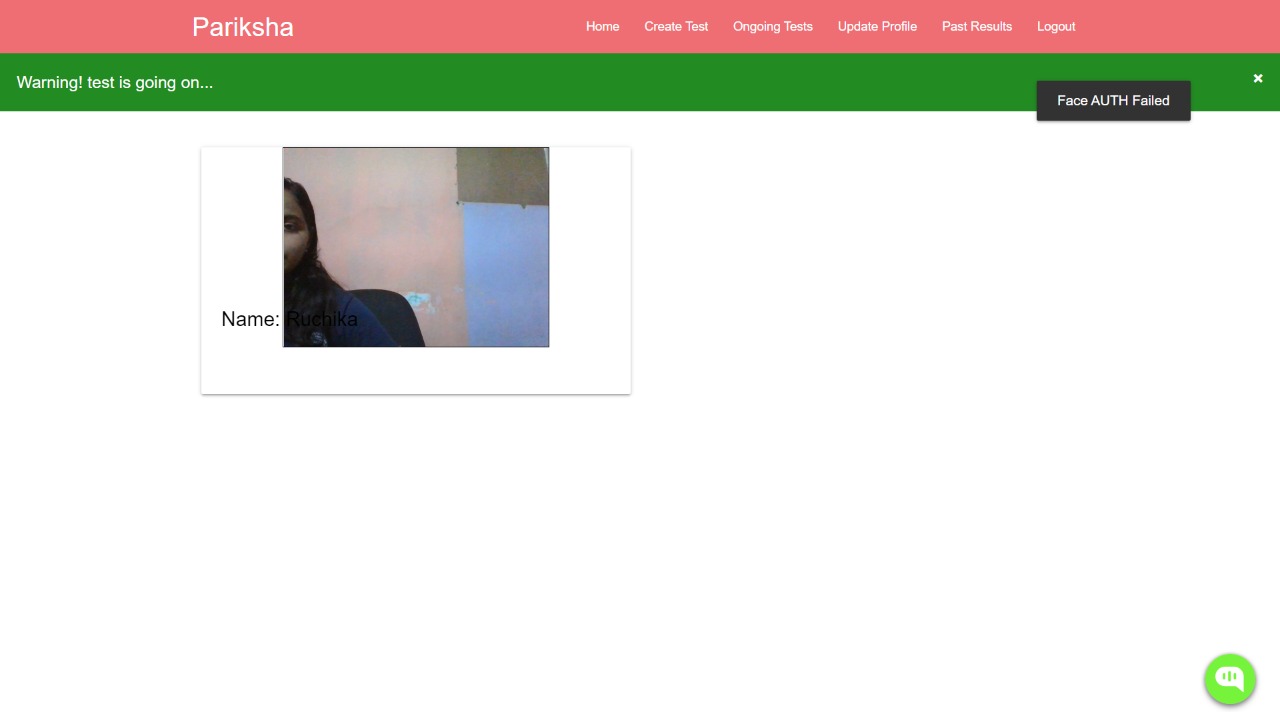 Pariksha
Home Create Test Ongoing Tests Update Profile Past Results Logout
Warning! test is going on...
Face AUTH Failed
Name: Ruchika